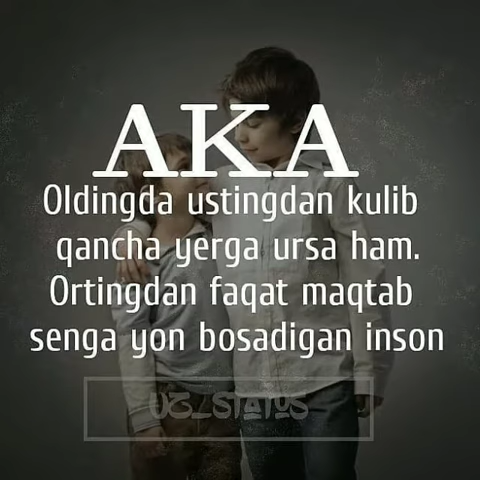 AKA
Oldingda ustingdan kulib
qancha yerga ursa ham.
Ortingdan faqat maqtab
senga yon bosadigan inson
UZ_STATUS